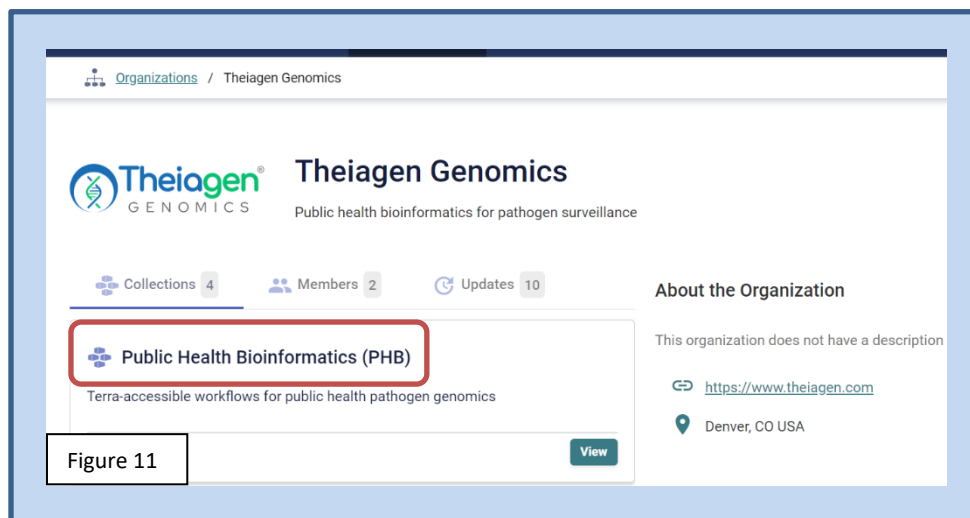 Organizations / Theiagen Genomics
Theiagen®
GENOMICS
Theiagen Genomics
Public health bioinformatics for pathogen surveillance
Collections 4
Members 2
Updates 10
Public Health Bioinformatics (PHB)
Terra-accessible workflows for public health pathogen genomics
View
About the Organization
This organization does not have a description
https://www.theiagen.com
Denver, CO USA
Figure 11